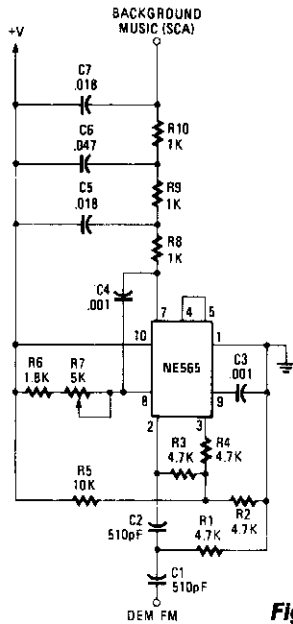 BACKGROUND
MUSIC (SCA)
+V
C7
.018
R10
1K
C6
.047
R9
1K
C5
.018
R8
1K
C4
.001
7 4 5
10 1
NE565
C3
.001
R6
1.8K
R7
5K
8 9
2 3
R3
4.7K
R4
4.7K
R5
10K
R2
4.7K
C2
510pF
R1
4.7K
C1
510pF
DEM FM
Fig